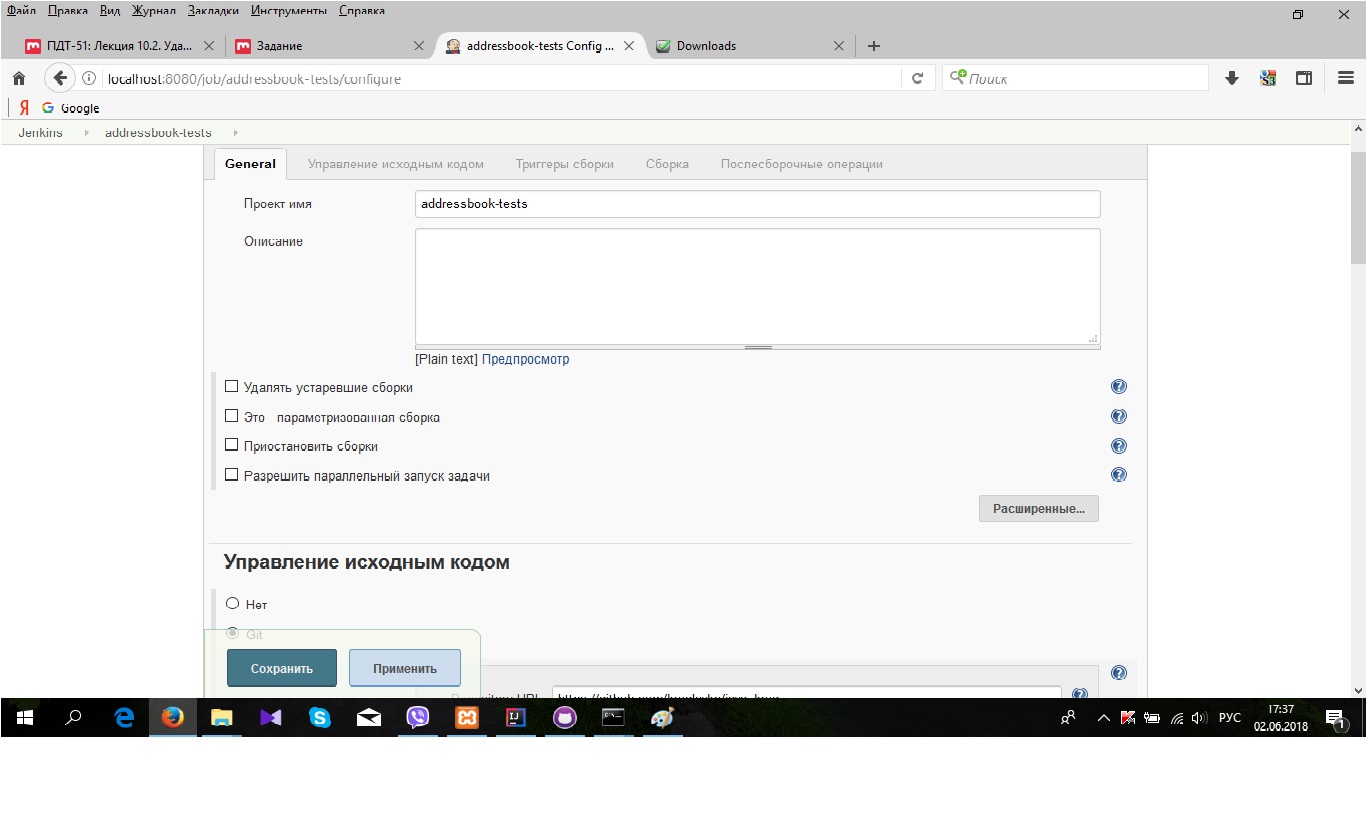 Файл Правка Вид Журнал Закладки Инструменты Справка
ПДТ-51: Лекция 10.2. Уда... Задание addressbook-tests Config ... Downloads
localhost:8080/job/addressbook-tests/configure Поиск
Я Google
Jenkins addressbook-tests
General Управление исходным кодом Триггеры сборки Сборка Послесборочные операции
Проект имя addressbook-tests
Описание
[Plain text] Предпросмотр
Удалять устаревшие сборки
Это параметризованная сборка
Приостановить сборки
Разрешить параллельный запуск задачи
Расширенные...
Управление исходным кодом
Нет
Git
Сохранить Применить
РУС 17:37
02.06.2018